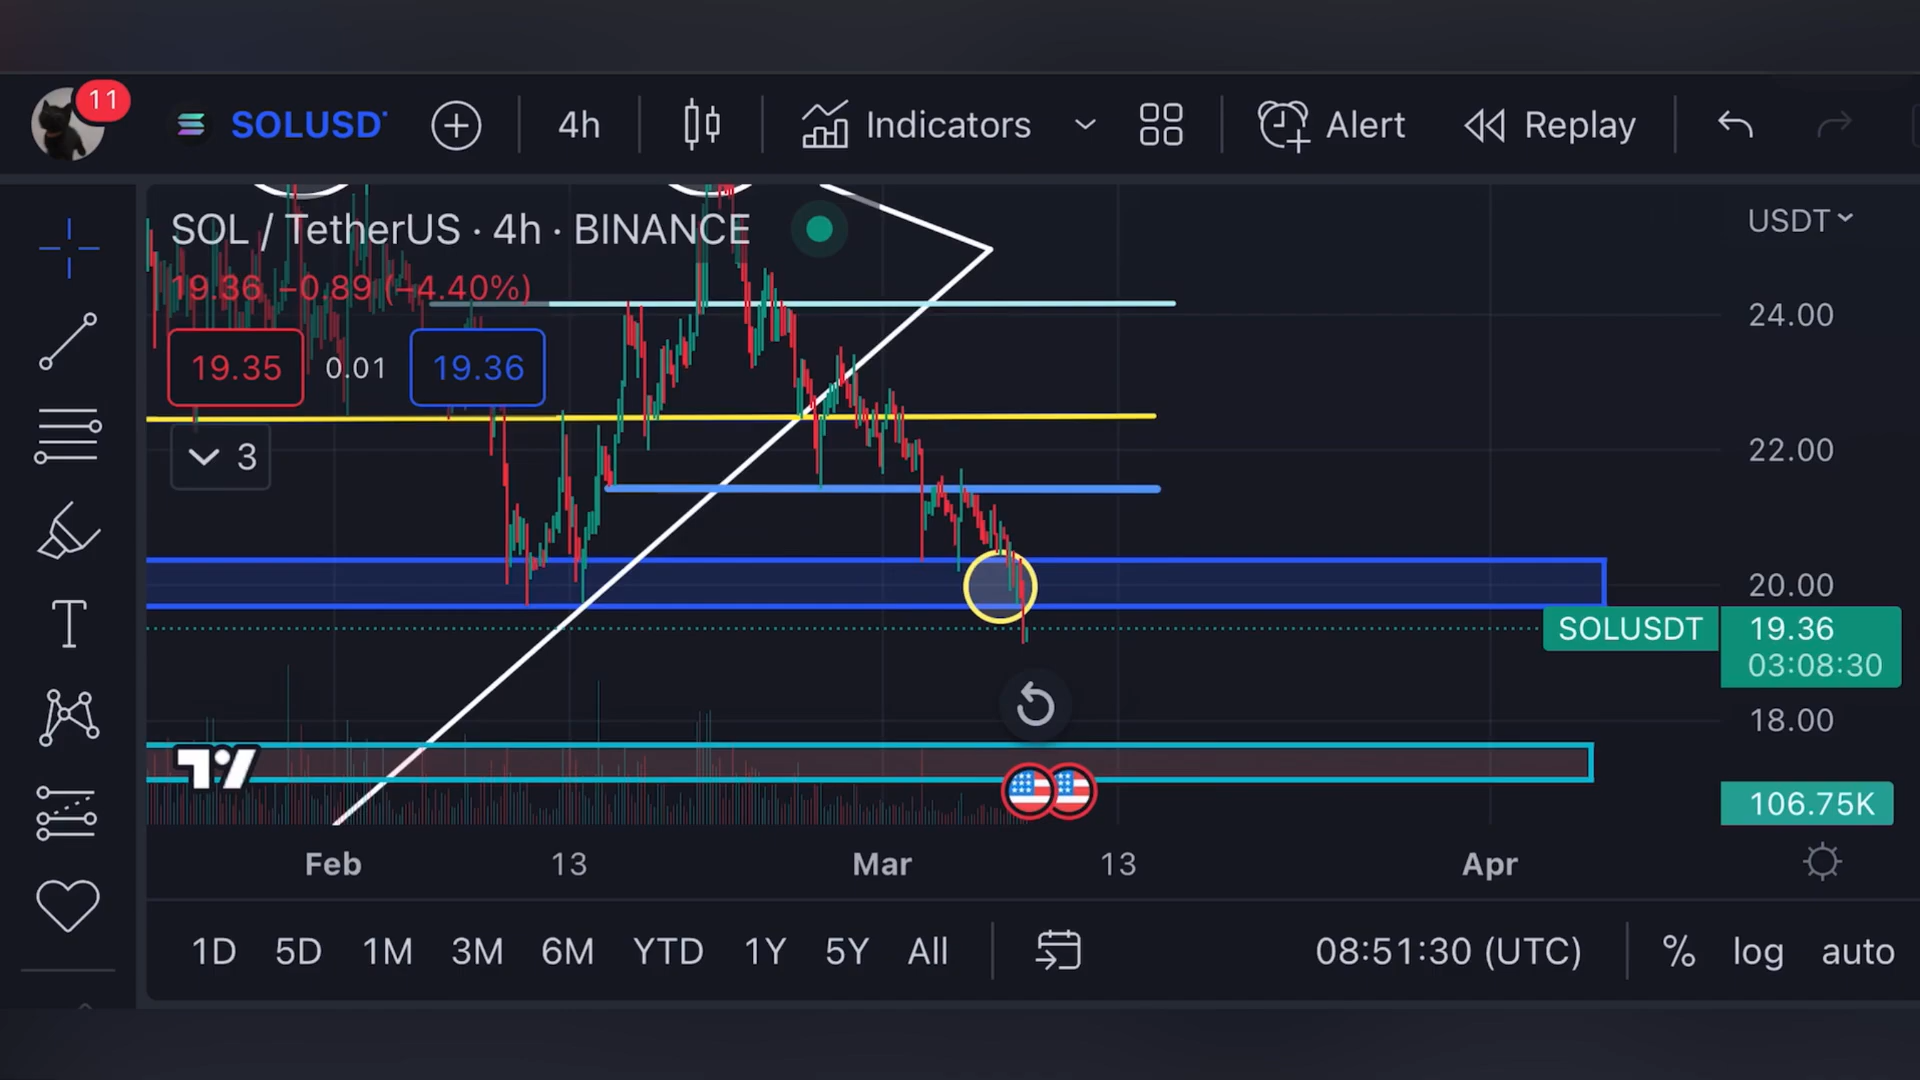 11
SOLUSD
4h
Indicators
Alert
Replay
SOL / TetherUS · 4h · BINANCE
USDT
19.36 −0.89 (−4.40%)
24.00
19.35
0.01
19.36
22.00
3
20.00
SOLUSDT
19.36
03:08:30
18.00
106.75K
Feb
13
Mar
13
Apr
1D 5D 1M 3M 6M YTD 1Y 5Y All
08:51:30 (UTC)
% log auto
T